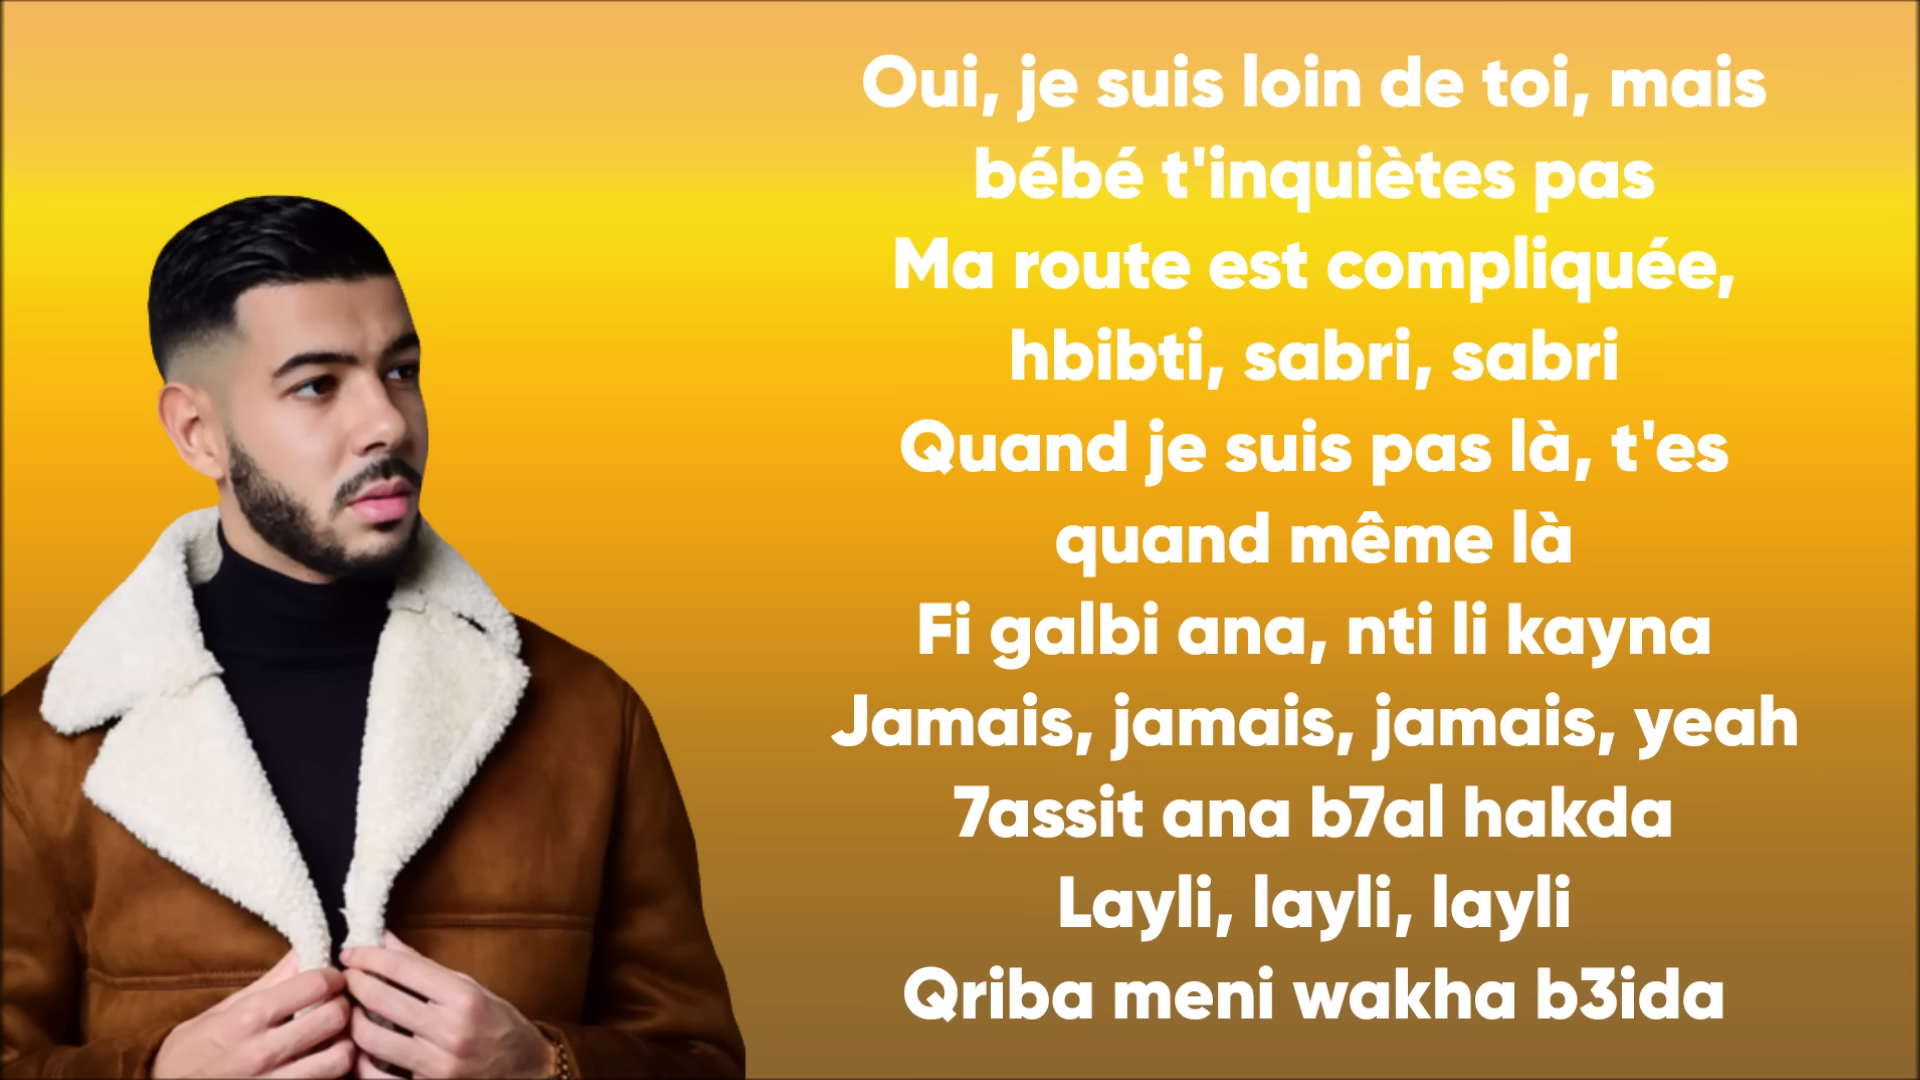 Oui, je suis loin de toi, mais
bébé t'inquiètes pas
Ma route est compliquée,
hbibti, sabri, sabri
Quand je suis pas là, t'es
quand même là
Fi galbi ana, nti li kayna
Jamais, jamais, jamais, yeah
7assit ana b7al hakda
Layli, layli, layli
Qriba meni wakha b3ida